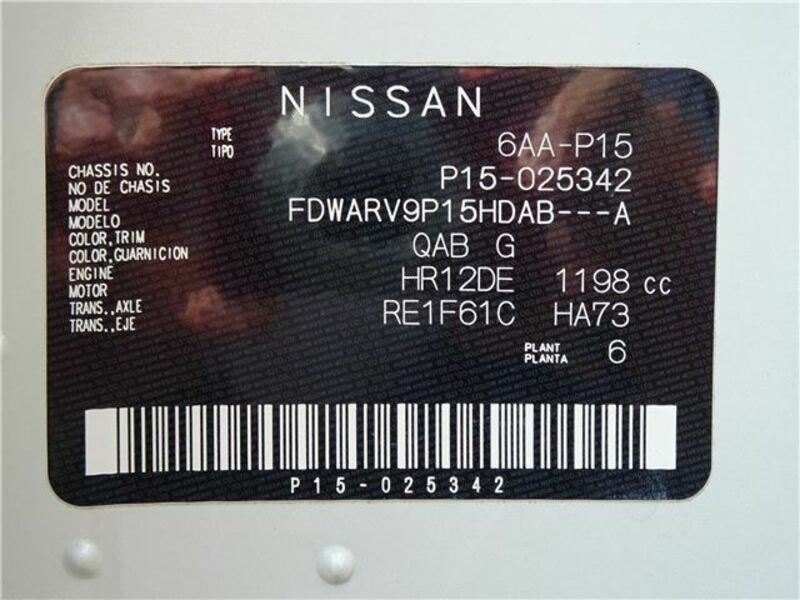 NISSAN
TYPE
TIPO
6AA-P15
CHASSIS NO.
NO DE CHASIS
P15-025342
MODEL
MODELO
FDWARV9P15HDAB---A
COLOR,TRIM
COLOR,GUARNICION
QAB G
ENGINE
MOTOR
HR12DE 1198 cc
TRANS.,AXLE
TRANS.,EJE
RE1F61C HA73
PLANT
PLANTA
6
P15-025342